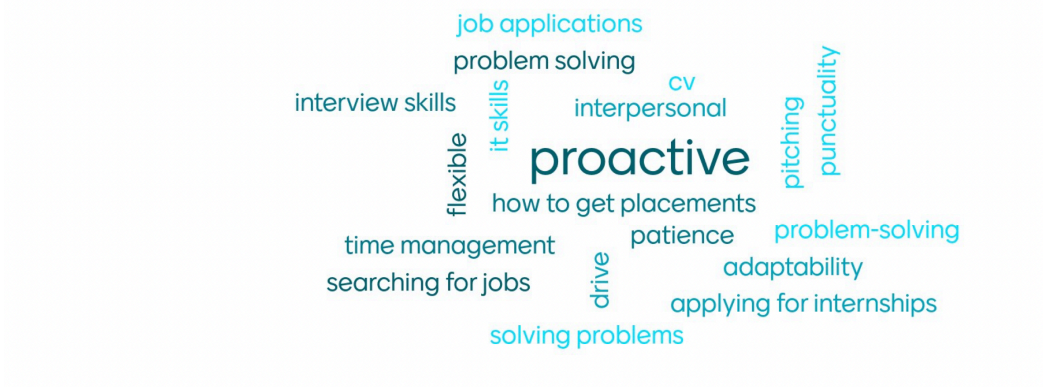 job applications
problem solving
cv
punctuality
interview skills
it skills
interpersonal
pitching
flexible
proactive
how to get placements
patience
problem-solving
time management
drive
adaptability
searching for jobs
applying for internships
solving problems